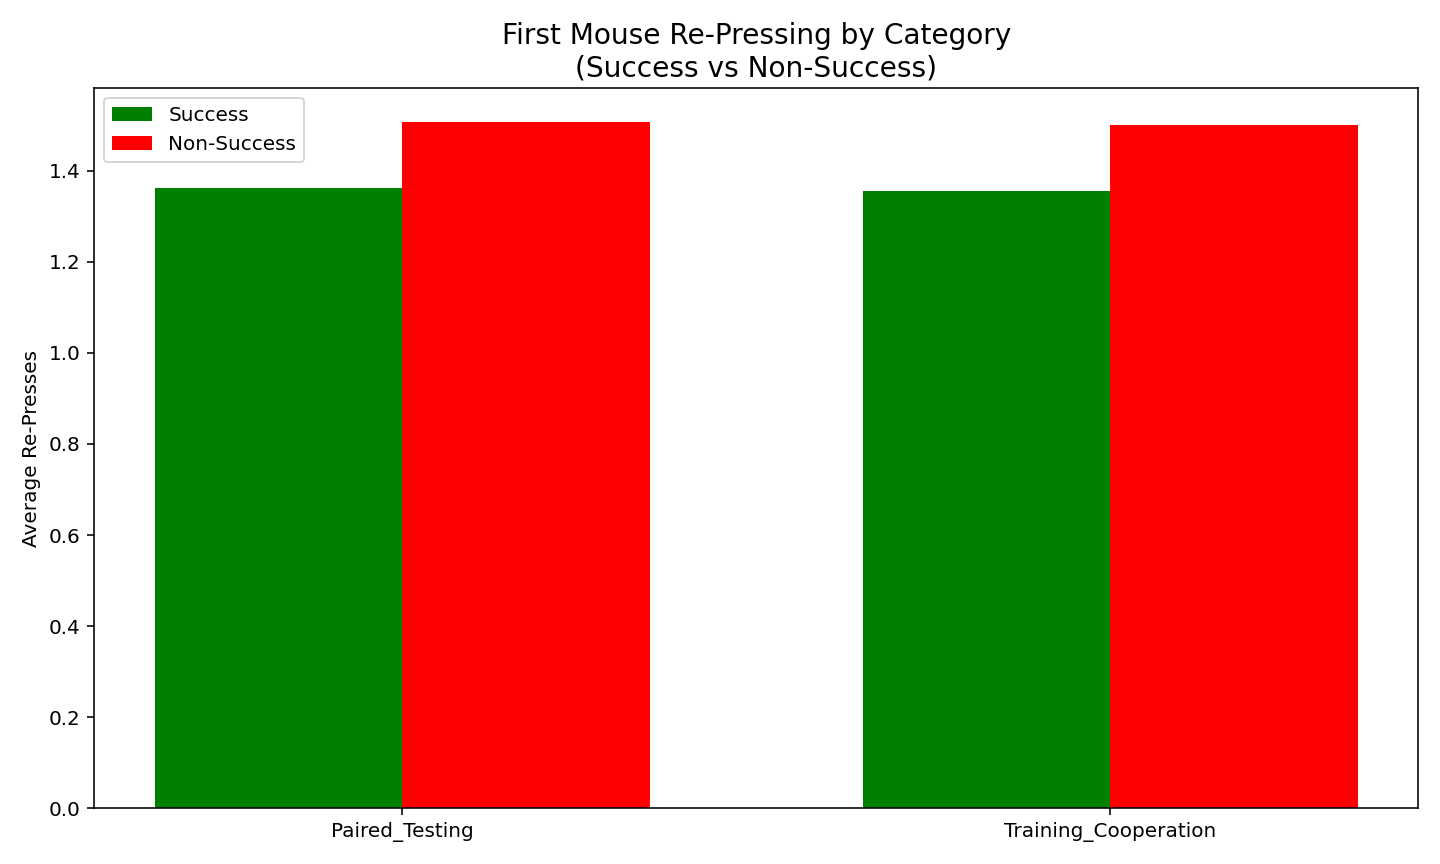 First Mouse Re-Pressing by Category
(Success vs Non-Success)
Success
Non-Success
Average Re-Presses
1.4
1.2
1.0
0.8
0.6
0.4
0.2
0.0
Paired_Testing
Training_Cooperation